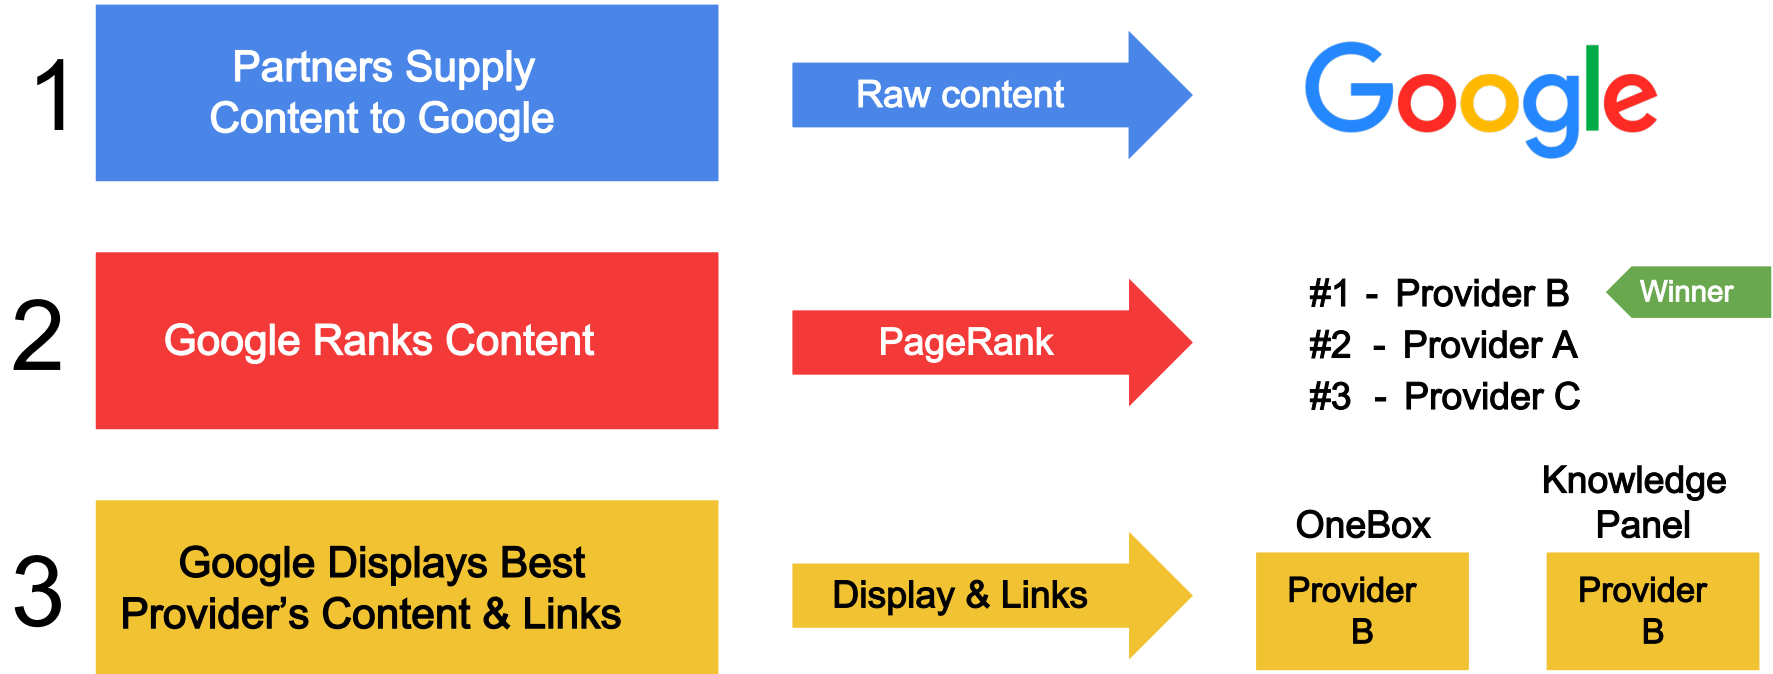 1
Partners Supply
Content to Google
Raw content
Google
2
Google Ranks Content
PageRank
#1 - Provider B
Winner
#2 - Provider A
#3 - Provider C
3
Google Displays Best
Provider's Content & Links
Display & Links
OneBox
Provider
B
Knowledge
Panel
Provider
B